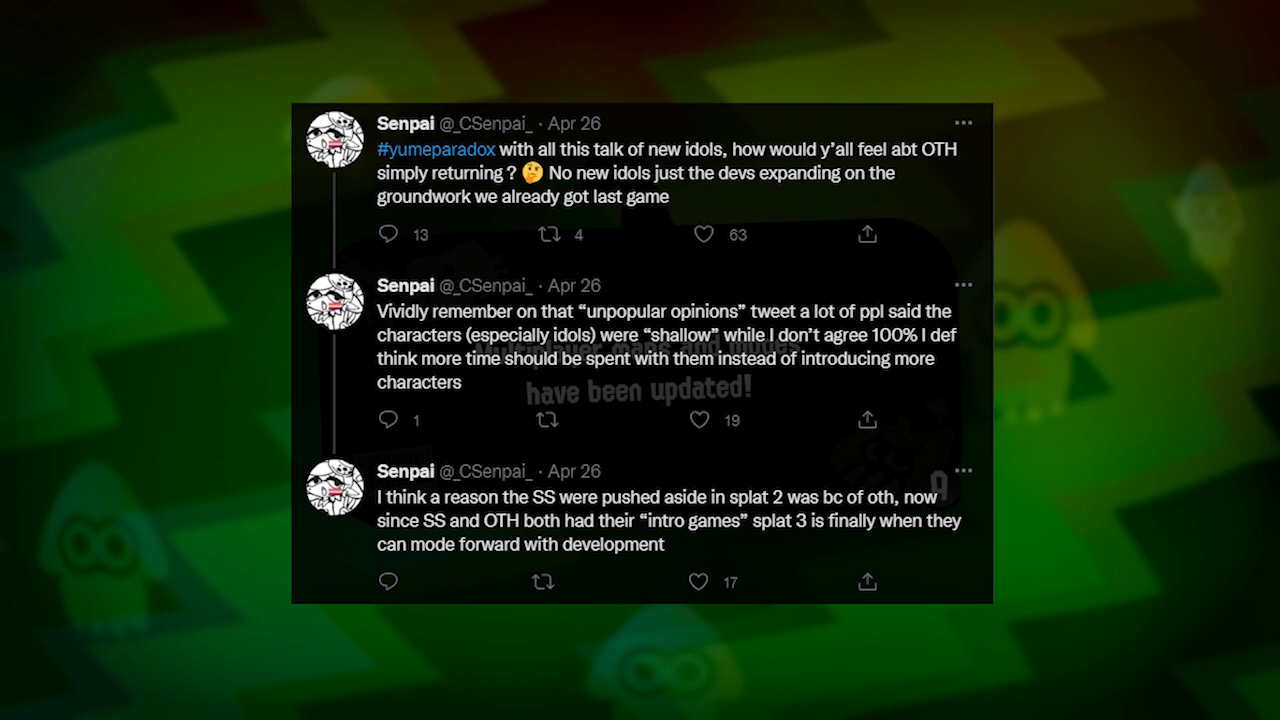 Senpai @_CSenpai_ · Apr 26
#yumeparadox with all this talk of new idols, how would y’all feel abt OTH
simply returning ? 🤔 No new idols just the devs expanding on the
groundwork we already got last game
13 4 63
Senpai @_CSenpai_ · Apr 26
Vividly remember on that “unpopular opinions” tweet a lot of ppl said the
characters (especially idols) were “shallow” while I don’t agree 100% I def
Multiplayer maps and modes
think more time should be spent with them instead of introducing more
characters
have been updated!
1 19
Senpai @_CSenpai_ · Apr 26
I think a reason the SS were pushed aside in splat 2 was bc of oth, now
since SS and OTH both had their “intro games” splat 3 is finally when they
can mode forward with development
17